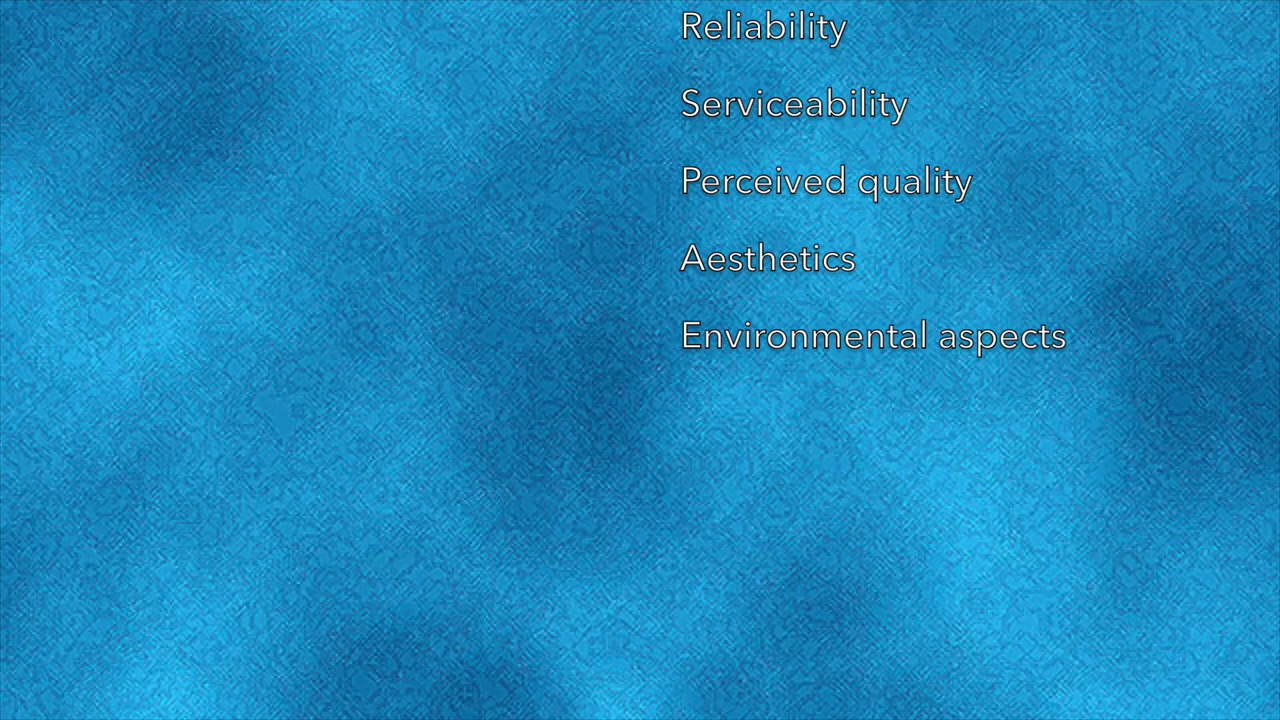 Reliability
Serviceability
Perceived quality
Aesthetics
Environmental aspects